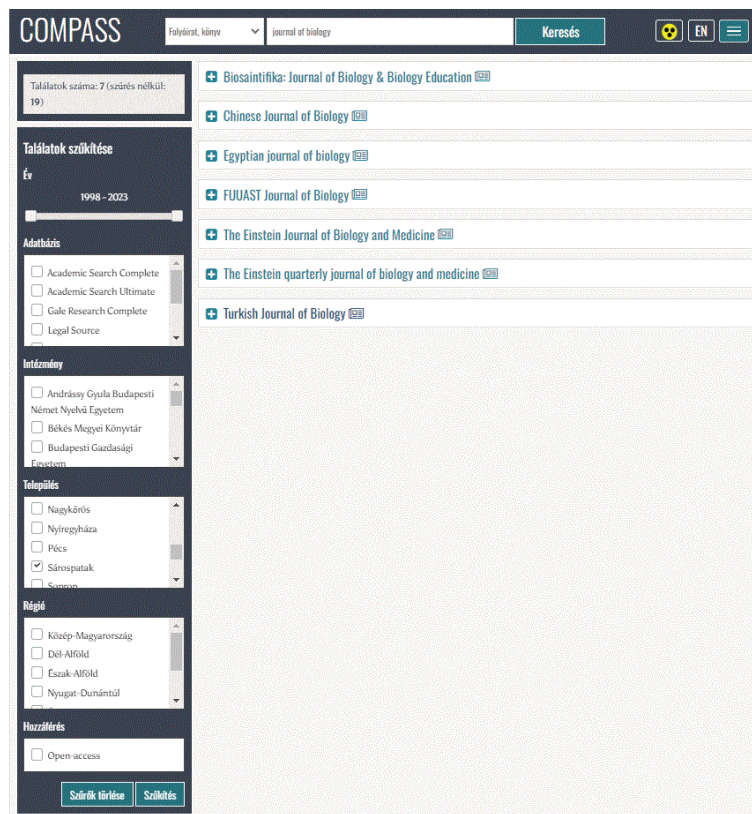 COMPASS
Folyóirat, könyv
journal of biology
Keresés
EN
Találatok száma: 7 (szűrés nélkül:
19)
Találatok szűkítése
Év
1998 - 2023
Adatbázis
Academic Search Complete
Academic Search Ultimate
Gale Research Complete
Legal Source
Intézmény
Andrássy Gyula Budapesti
Német Nyelvű Egyetem
Békés Megyei Könyvtár
Budapesti Gazdasági
Egyetem
Település
Nagykőrös
Nyíregyháza
Pécs
Sárospatak
Sopron
Régió
Közép-Magyarország
Dél-Alföld
Észak-Alföld
Nyugat-Dunántúl
Hozzáférés
Open-access
Szűrők törlése
Szűkítés
Biosaintifika: Journal of Biology & Biology Education
Chinese Journal of Biology
Egyptian journal of biology
FUUAST Journal of Biology
The Einstein Journal of Biology and Medicine
The Einstein quarterly journal of biology and medicine
Turkish Journal of Biology